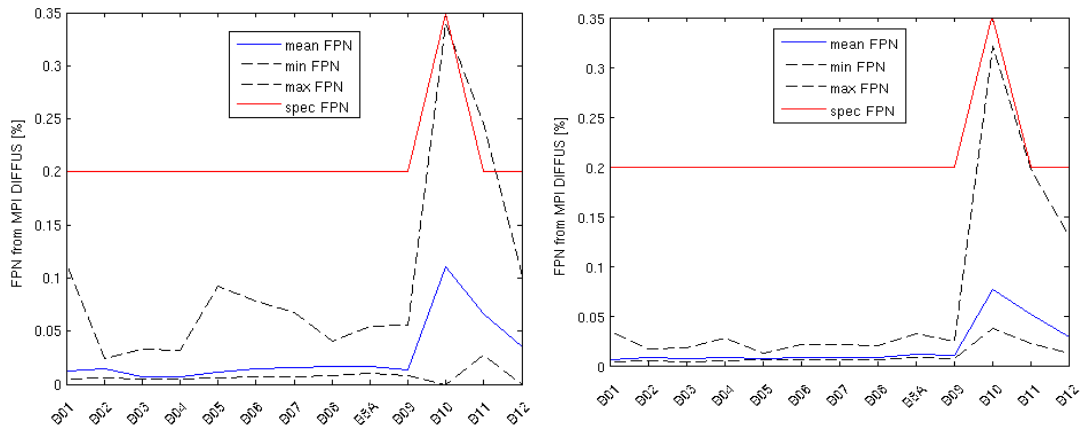 FPN from MPI DIFFUS [%]
0.35
0.3
0.25
0.2
0.15
0.1
0.05
0
mean FPN
min FPN
max FPN
spec FPN
B01 B02 B03 B04 B05 B06 B07 B08 B8A B09 B10 B11 B12
FPN from MPI DIFFUS [%]
0.35
0.3
0.25
0.2
0.15
0.1
0.05
0
mean FPN
min FPN
max FPN
spec FPN
B01 B02 B03 B04 B05 B06 B07 B08 B8A B09 B10 B11 B12